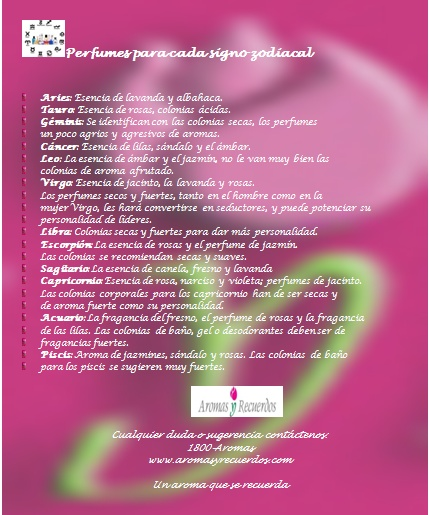 Perfumes para cada signo zodiacal
Aries: Esencia de lavanda y albahaca.
Tauro: Esencia de rosas, colonias ácidas.
Géminis: Se identifican con las colonias secas, los perfumes
un poco agrios y agresivos de aromas.
Cáncer: Esencia de lilas, sándalo y el ámbar.
Leo: La esencia de ámbar y el jazmín, no le van muy bien las
colonias de aroma afrutado.
Virgo: Esencia de jacinto, la lavanda y rosas.
Los perfumes secos y fuertes, tanto en el hombre como en la
mujer Virgo, les hará convertirse en seductores, y puede potenciar su
personalidad de líderes.
Libra: Colonias secas y fuertes para dar más personalidad.
Escorpión: La esencia de rosas y el perfume de jazmín.
Las colonias se recomiendan secas y suaves.
Sagitario: La esencia de canela, fresno y lavanda
Capricornio: Esencia de rosa, narciso y violeta; perfumes de jacinto.
Las colonias corporales para los capricornio han de ser secas y
de aroma fuerte como su personalidad.
Acuario: La fragancia del fresno, el perfume de rosas y la fragancia
de las lilas. Las colonias de baño, gel o desodorantes deben ser de
fragancias fuertes.
Piscis: Aroma de jazmines, sándalo y rosas. Las colonias de baño
para los piscis se sugieren muy fuertes.
Aromas y Recuerdos
Cualquier duda o sugerencia contáctenos:
1800-Aromas
www.aromasyrecuerdos.com
Un aroma que se recuerda